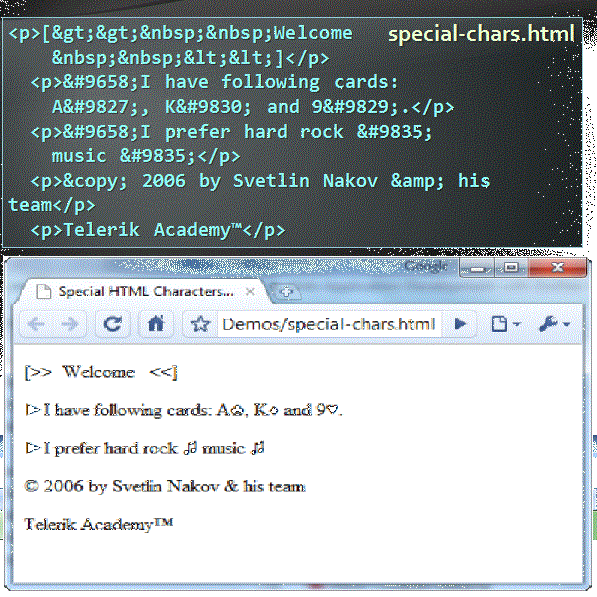 special-chars.html
<p>[&gt;&gt;&nbsp;&nbsp;Welcome
&nbsp;&nbsp;&lt;&lt;]</p>
<p>&#9658;I have following cards:
A&#9827;, K&#9830; and 9&#9829;.</p>
<p>&#9658;I prefer hard rock &#9835;
music &#9835;</p>
<p>&copy; 2006 by Svetlin Nakov &amp; his
team</p>
<p>Telerik Academy™</p>
Google
Special HTML Characters...
Demos/special-chars.html
[>>  Welcome  <<]
▷I have following cards: A♧, K♢ and 9♡.
▷I prefer hard rock ♫ music ♫
© 2006 by Svetlin Nakov & his team
Telerik Academy™